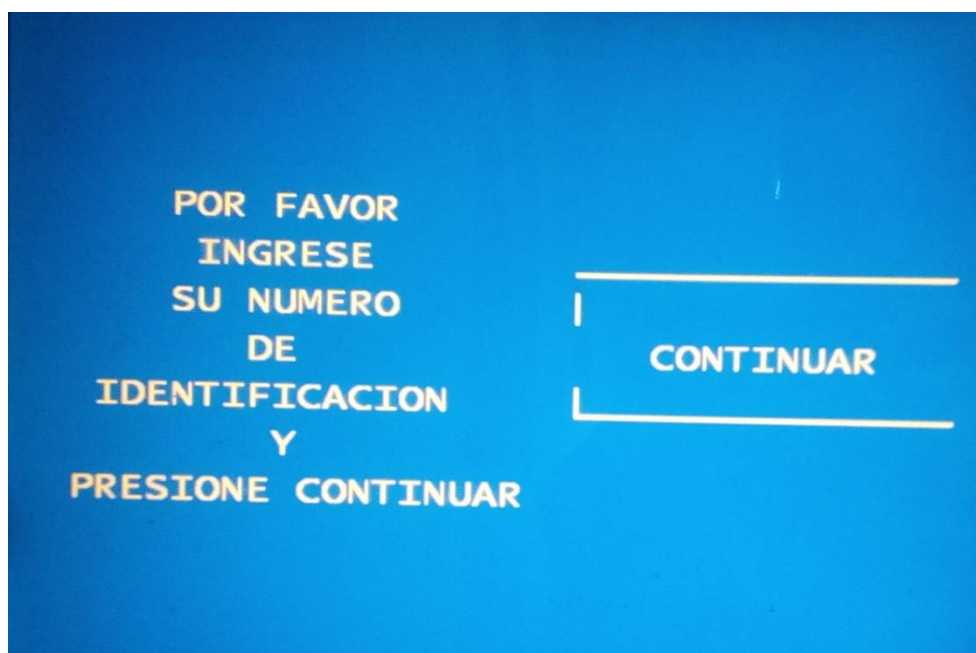 POR FAVOR
INGRESE
SU NUMERO
DE
IDENTIFICACION
Y
PRESIONE CONTINUAR
CONTINUAR